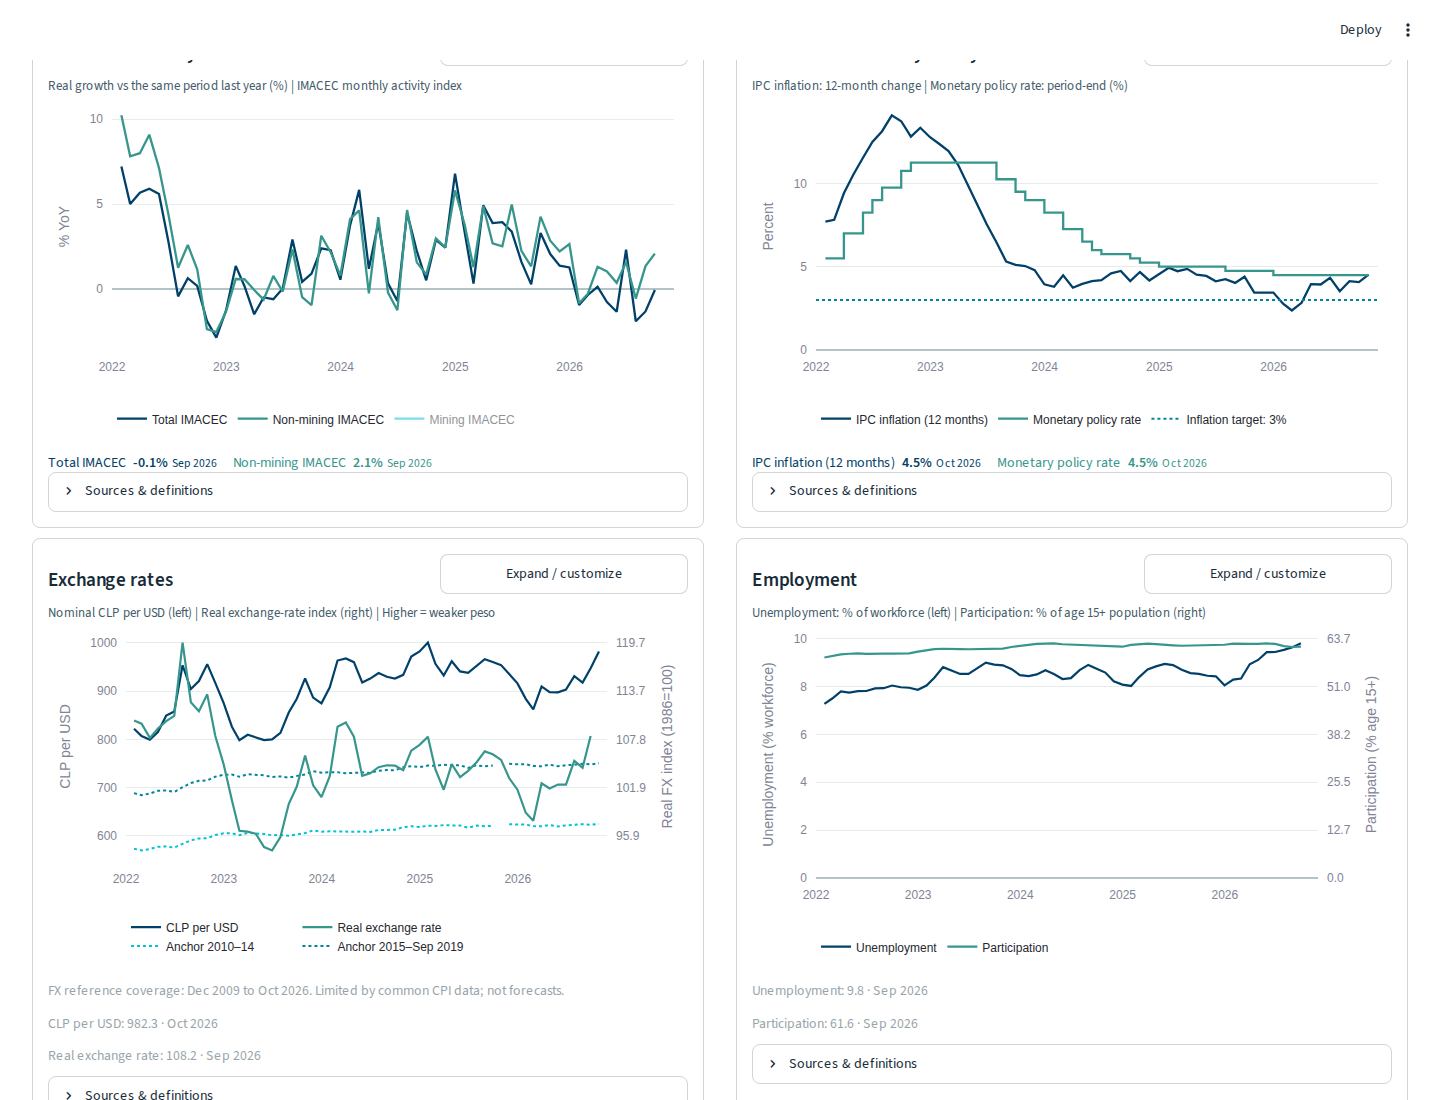 Deploy
Real growth vs the same period last year (%) | IMACEC monthly activity index
10
5
0
% YoY
2022 2023 2024 2025 2026
Total IMACEC Non-mining IMACEC Mining IMACEC
Total IMACEC -0.1% Sep 2026 Non-mining IMACEC 2.1% Sep 2026
Sources & definitions
IPC inflation: 12-month change | Monetary policy rate: period-end (%)
10
5
0
Percent
2022 2023 2024 2025 2026
IPC inflation (12 months) Monetary policy rate Inflation target: 3%
IPC inflation (12 months) 4.5% Oct 2026 Monetary policy rate 4.5% Oct 2026
Sources & definitions
Exchange rates
Expand / customize
Nominal CLP per USD (left) | Real exchange-rate index (right) | Higher = weaker peso
1000 119.7
900 113.7
800 107.8
700 101.9
600 95.9
CLP per USD
Real FX index (1986=100)
2022 2023 2024 2025 2026
CLP per USD Real exchange rate
Anchor 2010–14 Anchor 2015–Sep 2019
FX reference coverage: Dec 2009 to Oct 2026. Limited by common CPI data; not forecasts.
CLP per USD: 982.3 · Oct 2026
Real exchange rate: 108.2 · Sep 2026
Sources & definitions
Employment
Expand / customize
Unemployment: % of workforce (left) | Participation: % of age 15+ population (right)
10 63.7
8 51.0
6 38.2
4 25.5
2 12.7
0 0.0
Unemployment (% workforce)
Participation (% age 15+)
2022 2023 2024 2025 2026
Unemployment Participation
Unemployment: 9.8 · Sep 2026
Participation: 61.6 · Sep 2026
Sources & definitions